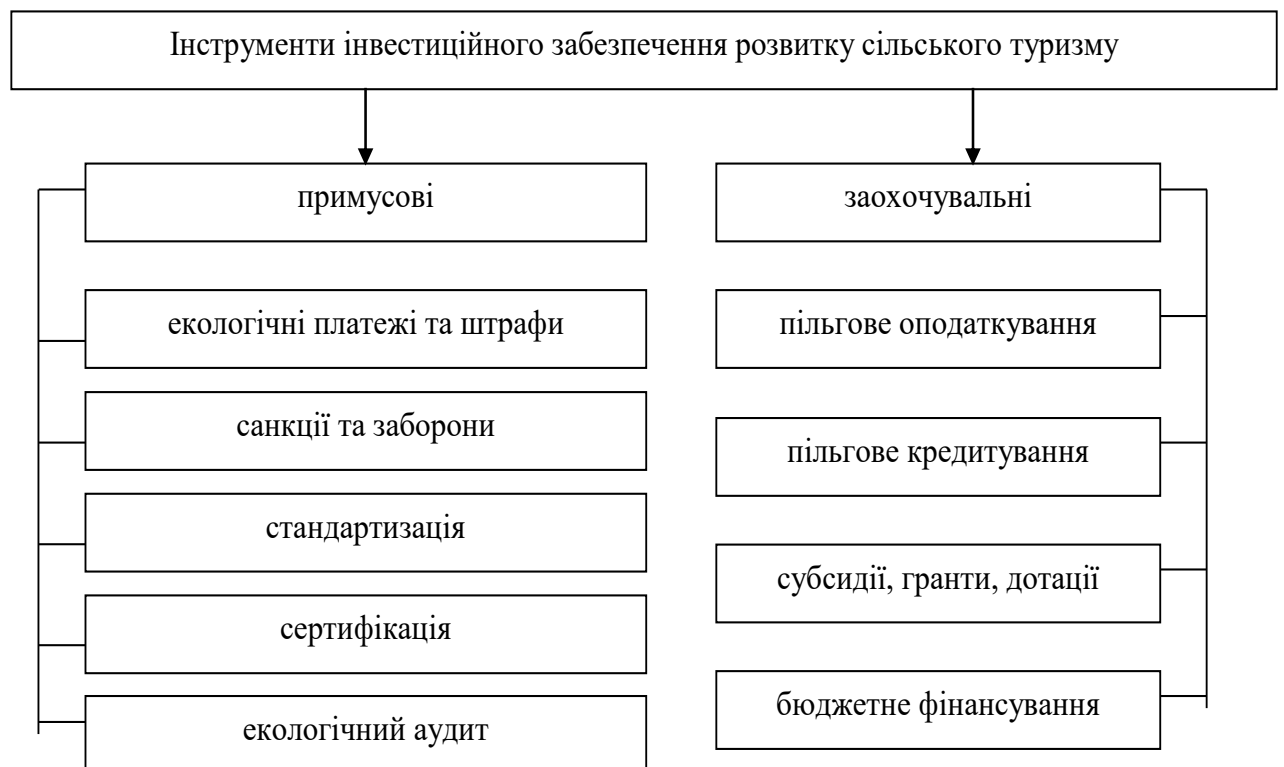 Інструменти інвестиційного забезпечення розвитку сільського туризму
примусові
екологічні платежі та штрафи
санкції та заборони
стандартизація
сертифікація
екологічний аудит
заохочувальні
пільгове оподаткування
пільгове кредитування
субсидії, гранти, дотації
бюджетне фінансування